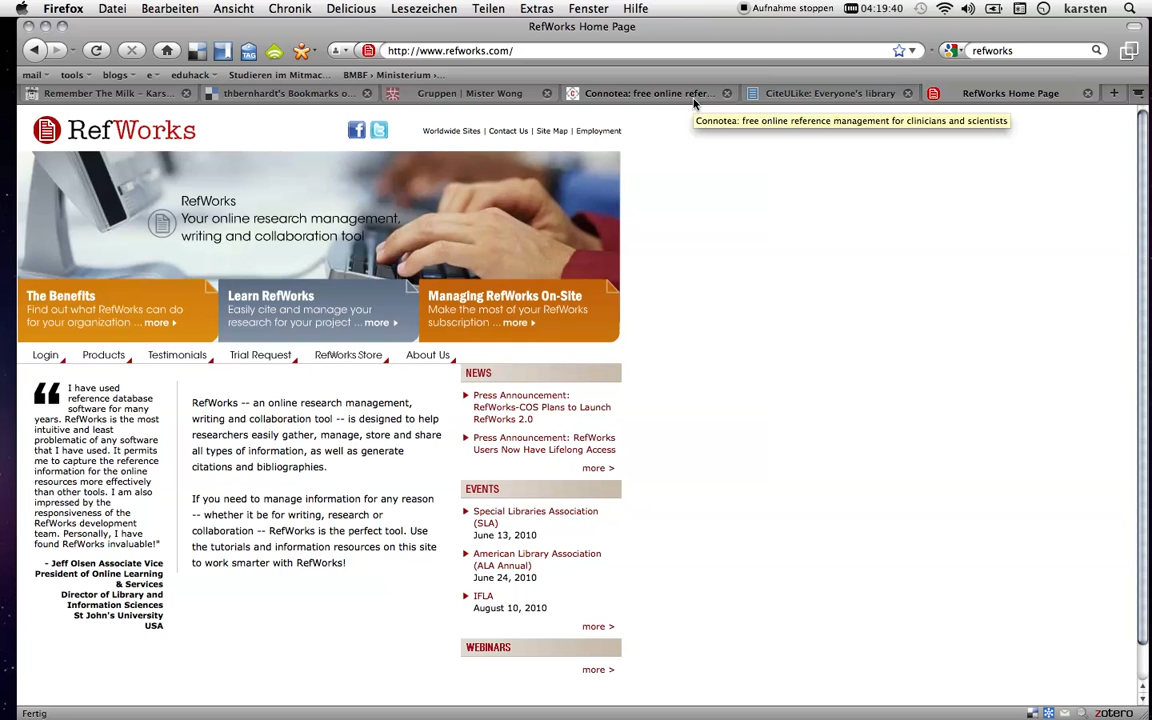 Firefox Datei Bearbeiten Ansicht Chronik Delicious Lesezeichen Teilen Extras Fenster Hilfe Aufnahme stoppen 04:19:40 karsten
RefWorks Home Page
http://www.refworks.com/ refworks
mail tools blogs e eduhack Studieren im Mitmac... BMBF › Ministerium ›...
Remember The Milk – Kars... thbernhardt's Bookmarks o... Gruppen | Mister Wong Connotea: free online refer... CiteULike: Everyone's library RefWorks Home Page
Connotea: free online reference management for clinicians and scientists
RefWorks
Worldwide Sites | Contact Us | Site Map | Employment
RefWorks
Your online research management,
writing and collaboration tool
The Benefits
Find out what RefWorks can do
for your organization ... more
Learn RefWorks
Easily cite and manage your
research for your project ... more
Managing RefWorks On-Site
Make the most of your RefWorks
subscription ... more
Login Products Testimonials Trial Request RefWorks Store About Us
I have used
reference database
software for many
years. RefWorks is the most
intuitive and least
problematic of any software
that I have used. It permits
me to capture the reference
information for the online
resources more effectively
than other tools. I am also
impressed by the
responsiveness of the
RefWorks development
team. Personally, I have
found RefWorks invaluable!"
- Jeff Olsen Associate Vice
President of Online Learning
& Services
Director of Library and
Information Sciences
St John's University
USA
RefWorks -- an online research management,
writing and collaboration tool -- is designed to help
researchers easily gather, manage, store and share
all types of information, as well as generate
citations and bibliographies.
If you need to manage information for any reason
-- whether it be for writing, research or
collaboration -- RefWorks is the perfect tool. Use
the tutorials and information resources on this site
to work smarter with RefWorks!
NEWS
Press Announcement:
RefWorks-COS Plans to Launch
RefWorks 2.0
Press Announcement: RefWorks
Users Now Have Lifelong Access
more >
EVENTS
Special Libraries Association
(SLA)
June 13, 2010
American Library Association
(ALA Annual)
June 24, 2010
IFLA
August 10, 2010
more >
WEBINARS
more >
Fertig zotero